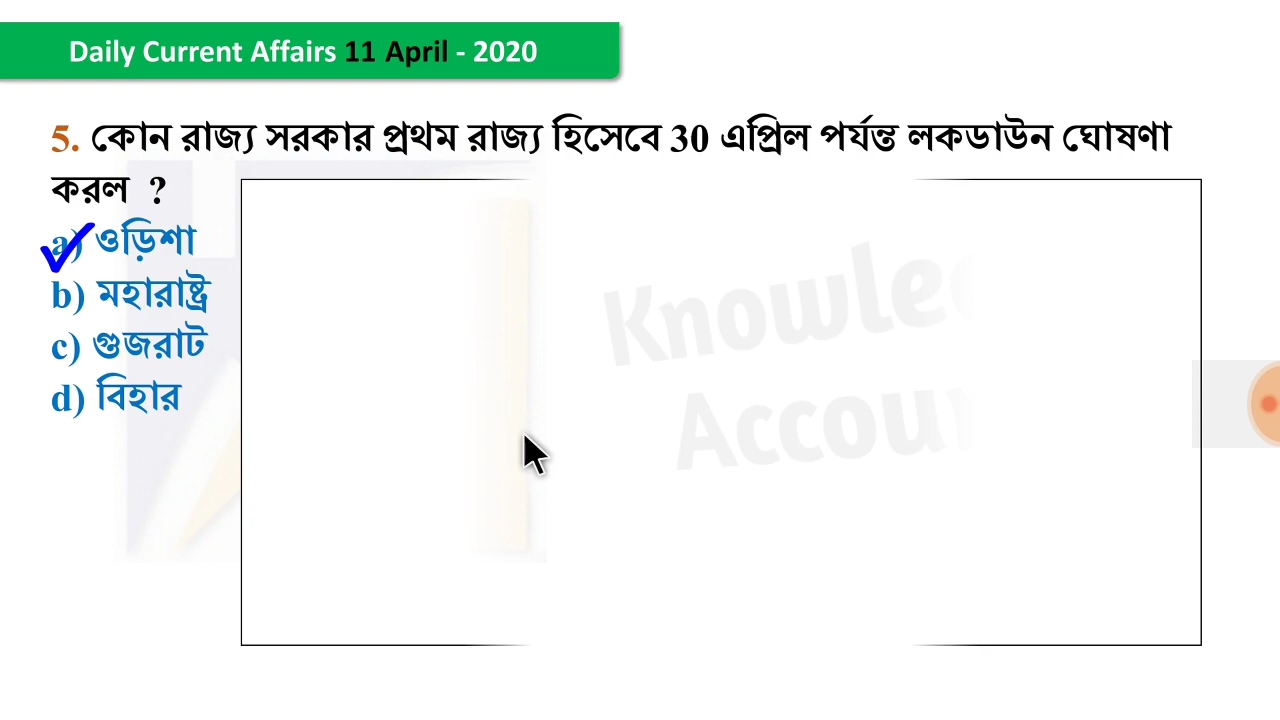 Daily Current Affairs 11 April - 2020
5. কোন রাজ্য সরকার প্রথম রাজ্য হিসেবে 30 এপ্রিল পর্যন্ত লকডাউন ঘোষণা
করল ?
a) ওড়িশা
b) মহারাষ্ট্র
c) গুজরাট
d) বিহার